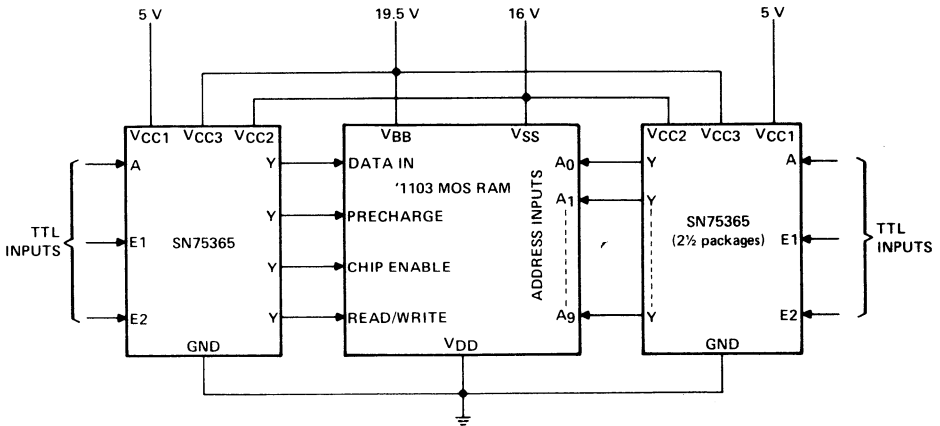 5 V
19.5 V
16 V
5 V
VCC1 VCC3 VCC2
VBB
VSS
VCC2 VCC3 VCC1
A
Y
DATA IN
A0
Y
A
'1103 MOS RAM
ADDRESS INPUTS
Y
PRECHARGE
A1
Y
TTL
INPUTS
E1
SN75365
SN75365
(2½ packages)
E1
TTL
INPUTS
Y
CHIP ENABLE
E2
Y
READ/WRITE
A9
Y
E2
GND
VDD
GND